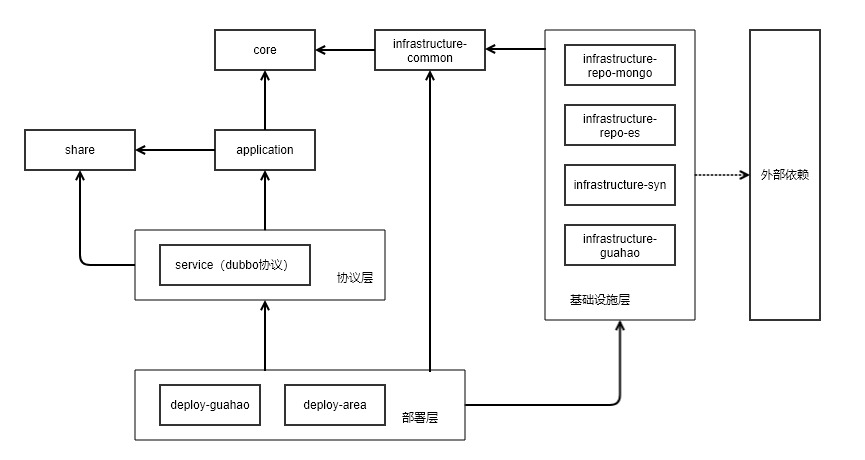 core
infrastructure-
common
infrastructure-
repo-mongo
infrastructure-
repo-es
infrastructure-syn
infrastructure-
guahao
基础设施层
外部依赖
share
application
service（dubbo协议）
协议层
deploy-guahao
deploy-area
部署层